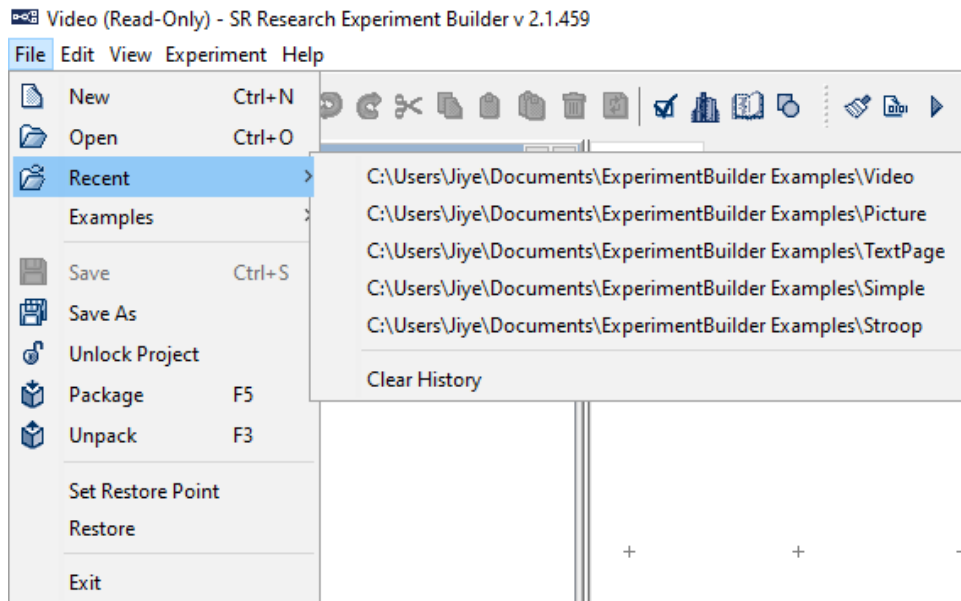 Video (Read-Only) - SR Research Experiment Builder v 2.1.459
File Edit View Experiment Help
New Ctrl+N
Open Ctrl+O
Recent
Examples
Save Ctrl+S
Save As
Unlock Project
Package F5
Unpack F3
Set Restore Point
Restore
Exit
C:\Users\Jiye\Documents\ExperimentBuilder Examples\Video
C:\Users\Jiye\Documents\ExperimentBuilder Examples\Picture
C:\Users\Jiye\Documents\ExperimentBuilder Examples\TextPage
C:\Users\Jiye\Documents\ExperimentBuilder Examples\Simple
C:\Users\Jiye\Documents\ExperimentBuilder Examples\Stroop
Clear History